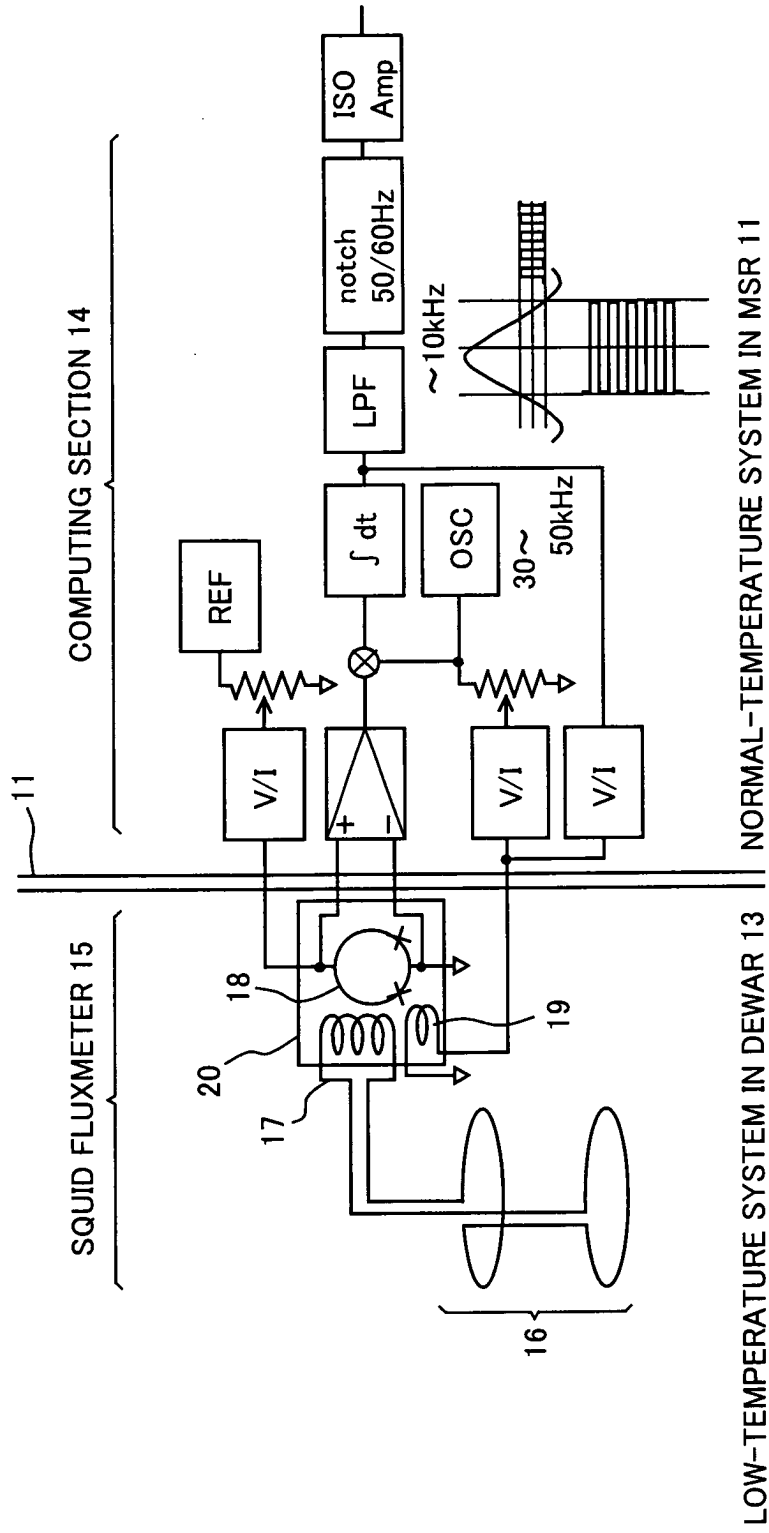 SQUID FLUXMETER 15
COMPUTING SECTION 14
11
REF
V/I
18
20
17
+
−
∫ dt
LPF
notch
50/60Hz
ISO
Amp
19
OSC
30〜
50kHz
〜10kHz
V/I
V/I
16
LOW-TEMPERATURE SYSTEM IN DEWAR 13
NORMAL-TEMPERATURE SYSTEM IN MSR 11